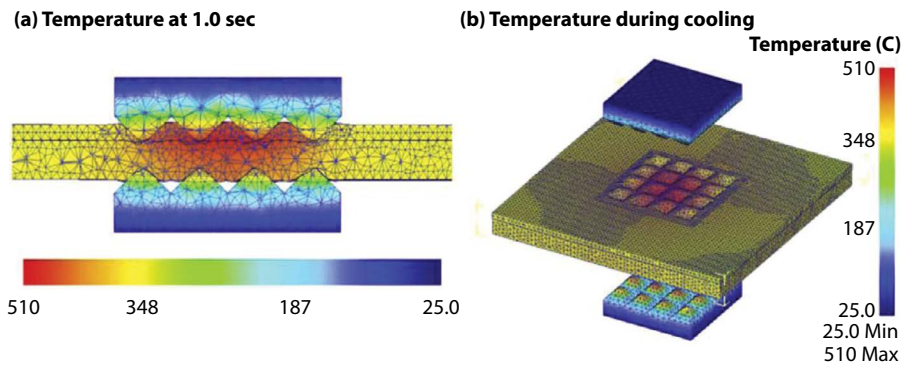 (a) Temperature at 1.0 sec
510 348 187 25.0
(b) Temperature during cooling
Temperature (C)
510
348
187
25.0
25.0 Min
510 Max